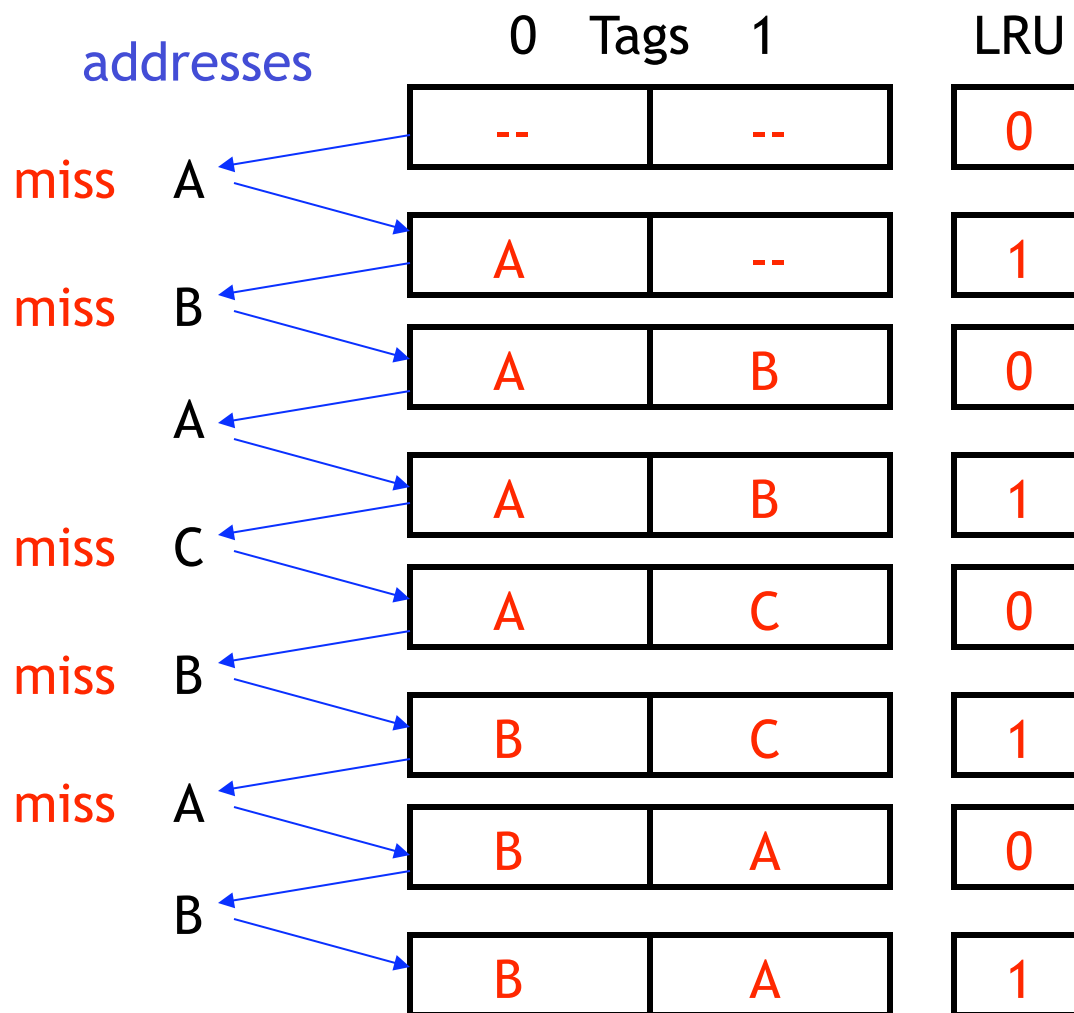 0 Tags 1 LRU
addresses
-- -- 0
miss A
A -- 1
miss B
A B 0
A
A B 1
miss C
A C 0
miss B
B C 1
miss A
B A 0
B
B A 1